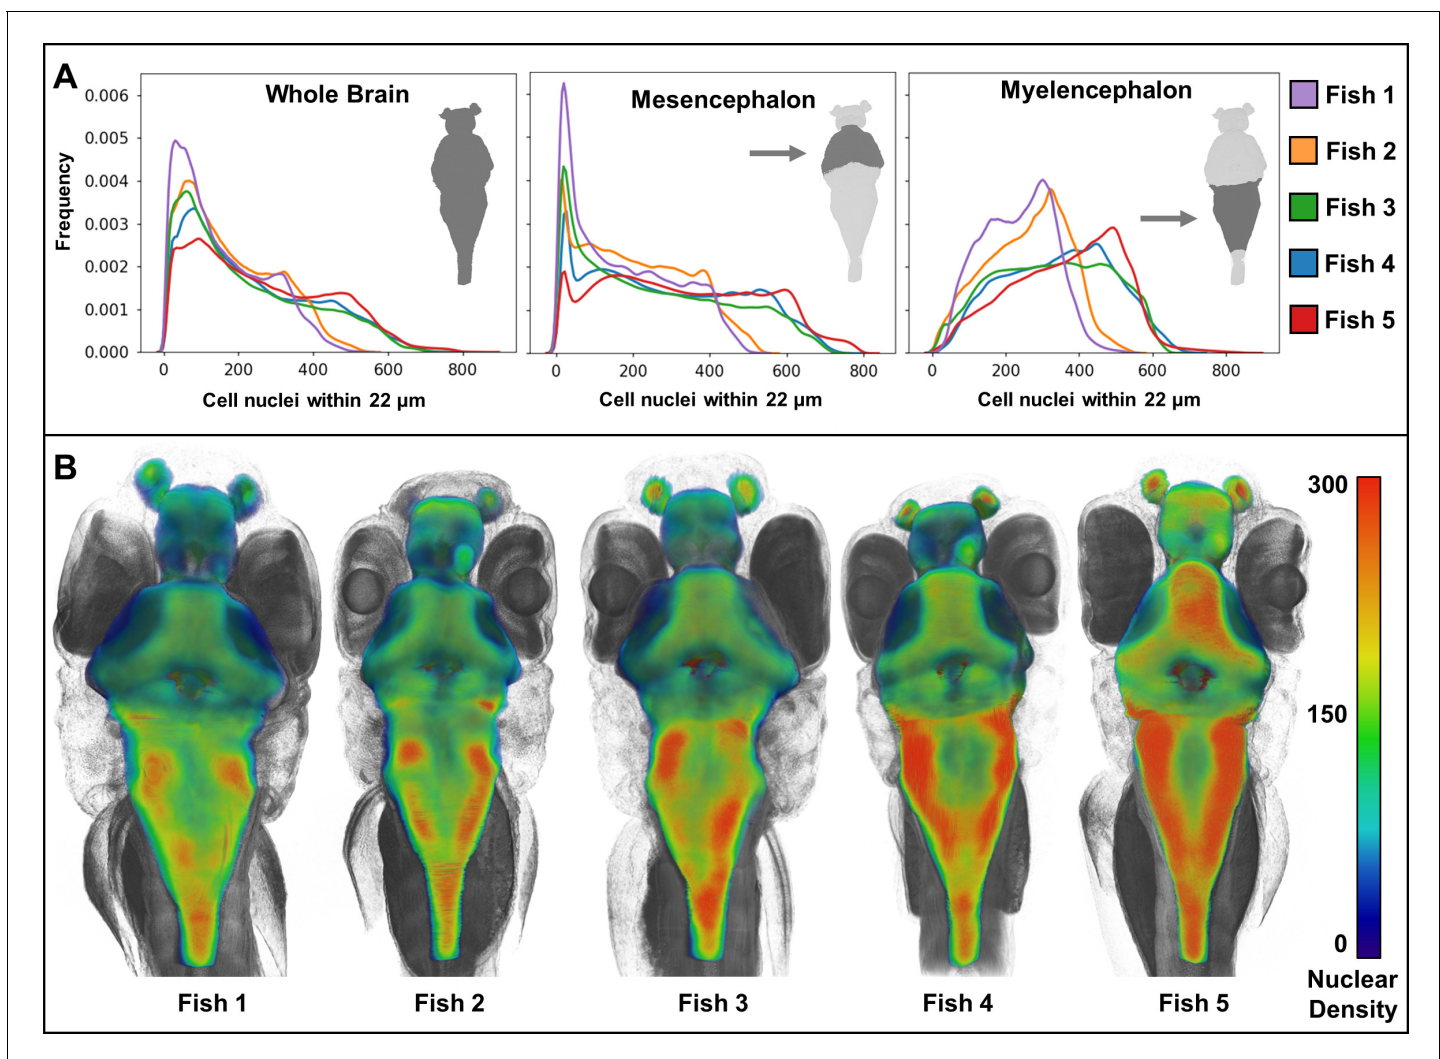 A
Whole Brain
Mesencephalon
Myelencephalon
Frequency
0.006
0.005
0.004
0.003
0.002
0.001
0.000
0 200 400 600 800
0 200 400 600 800
0 200 400 600 800
Cell nuclei within 22 µm
Cell nuclei within 22 µm
Cell nuclei within 22 µm
Fish 1
Fish 2
Fish 3
Fish 4
Fish 5
B
300
150
0
Nuclear
Density
Fish 1
Fish 2
Fish 3
Fish 4
Fish 5